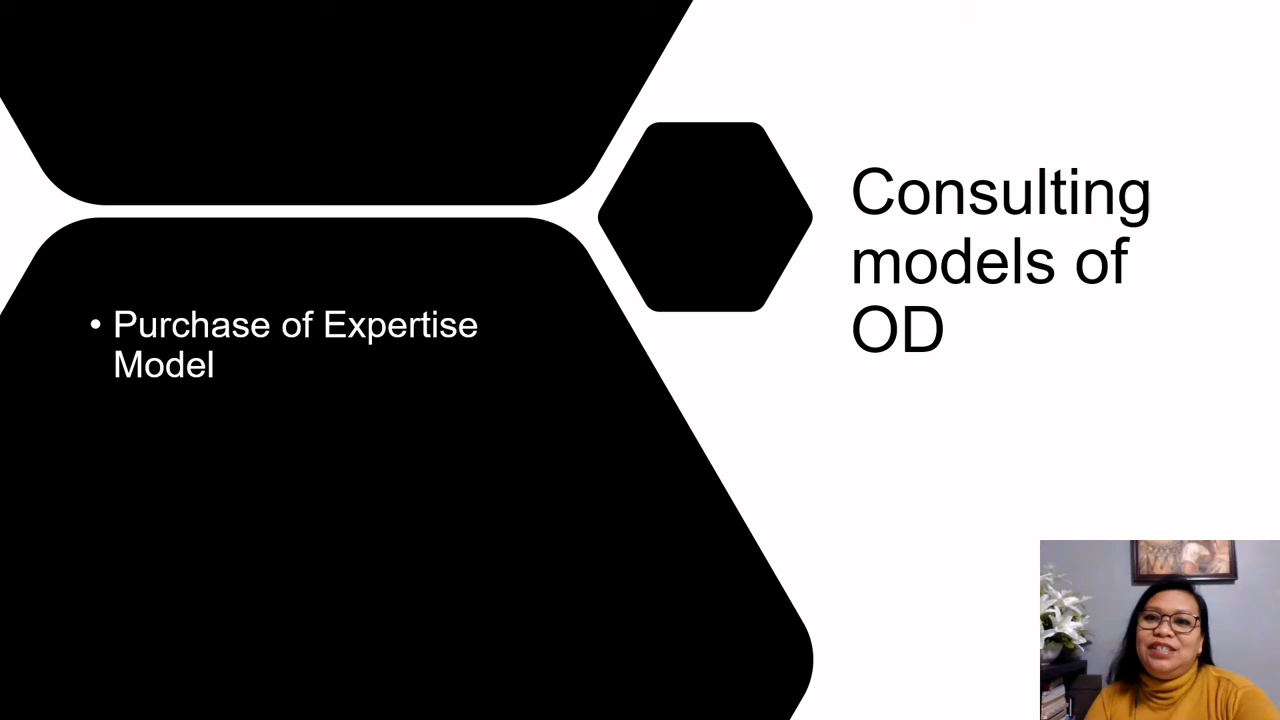 Consulting
models of
OD
• Purchase of Expertise
Model